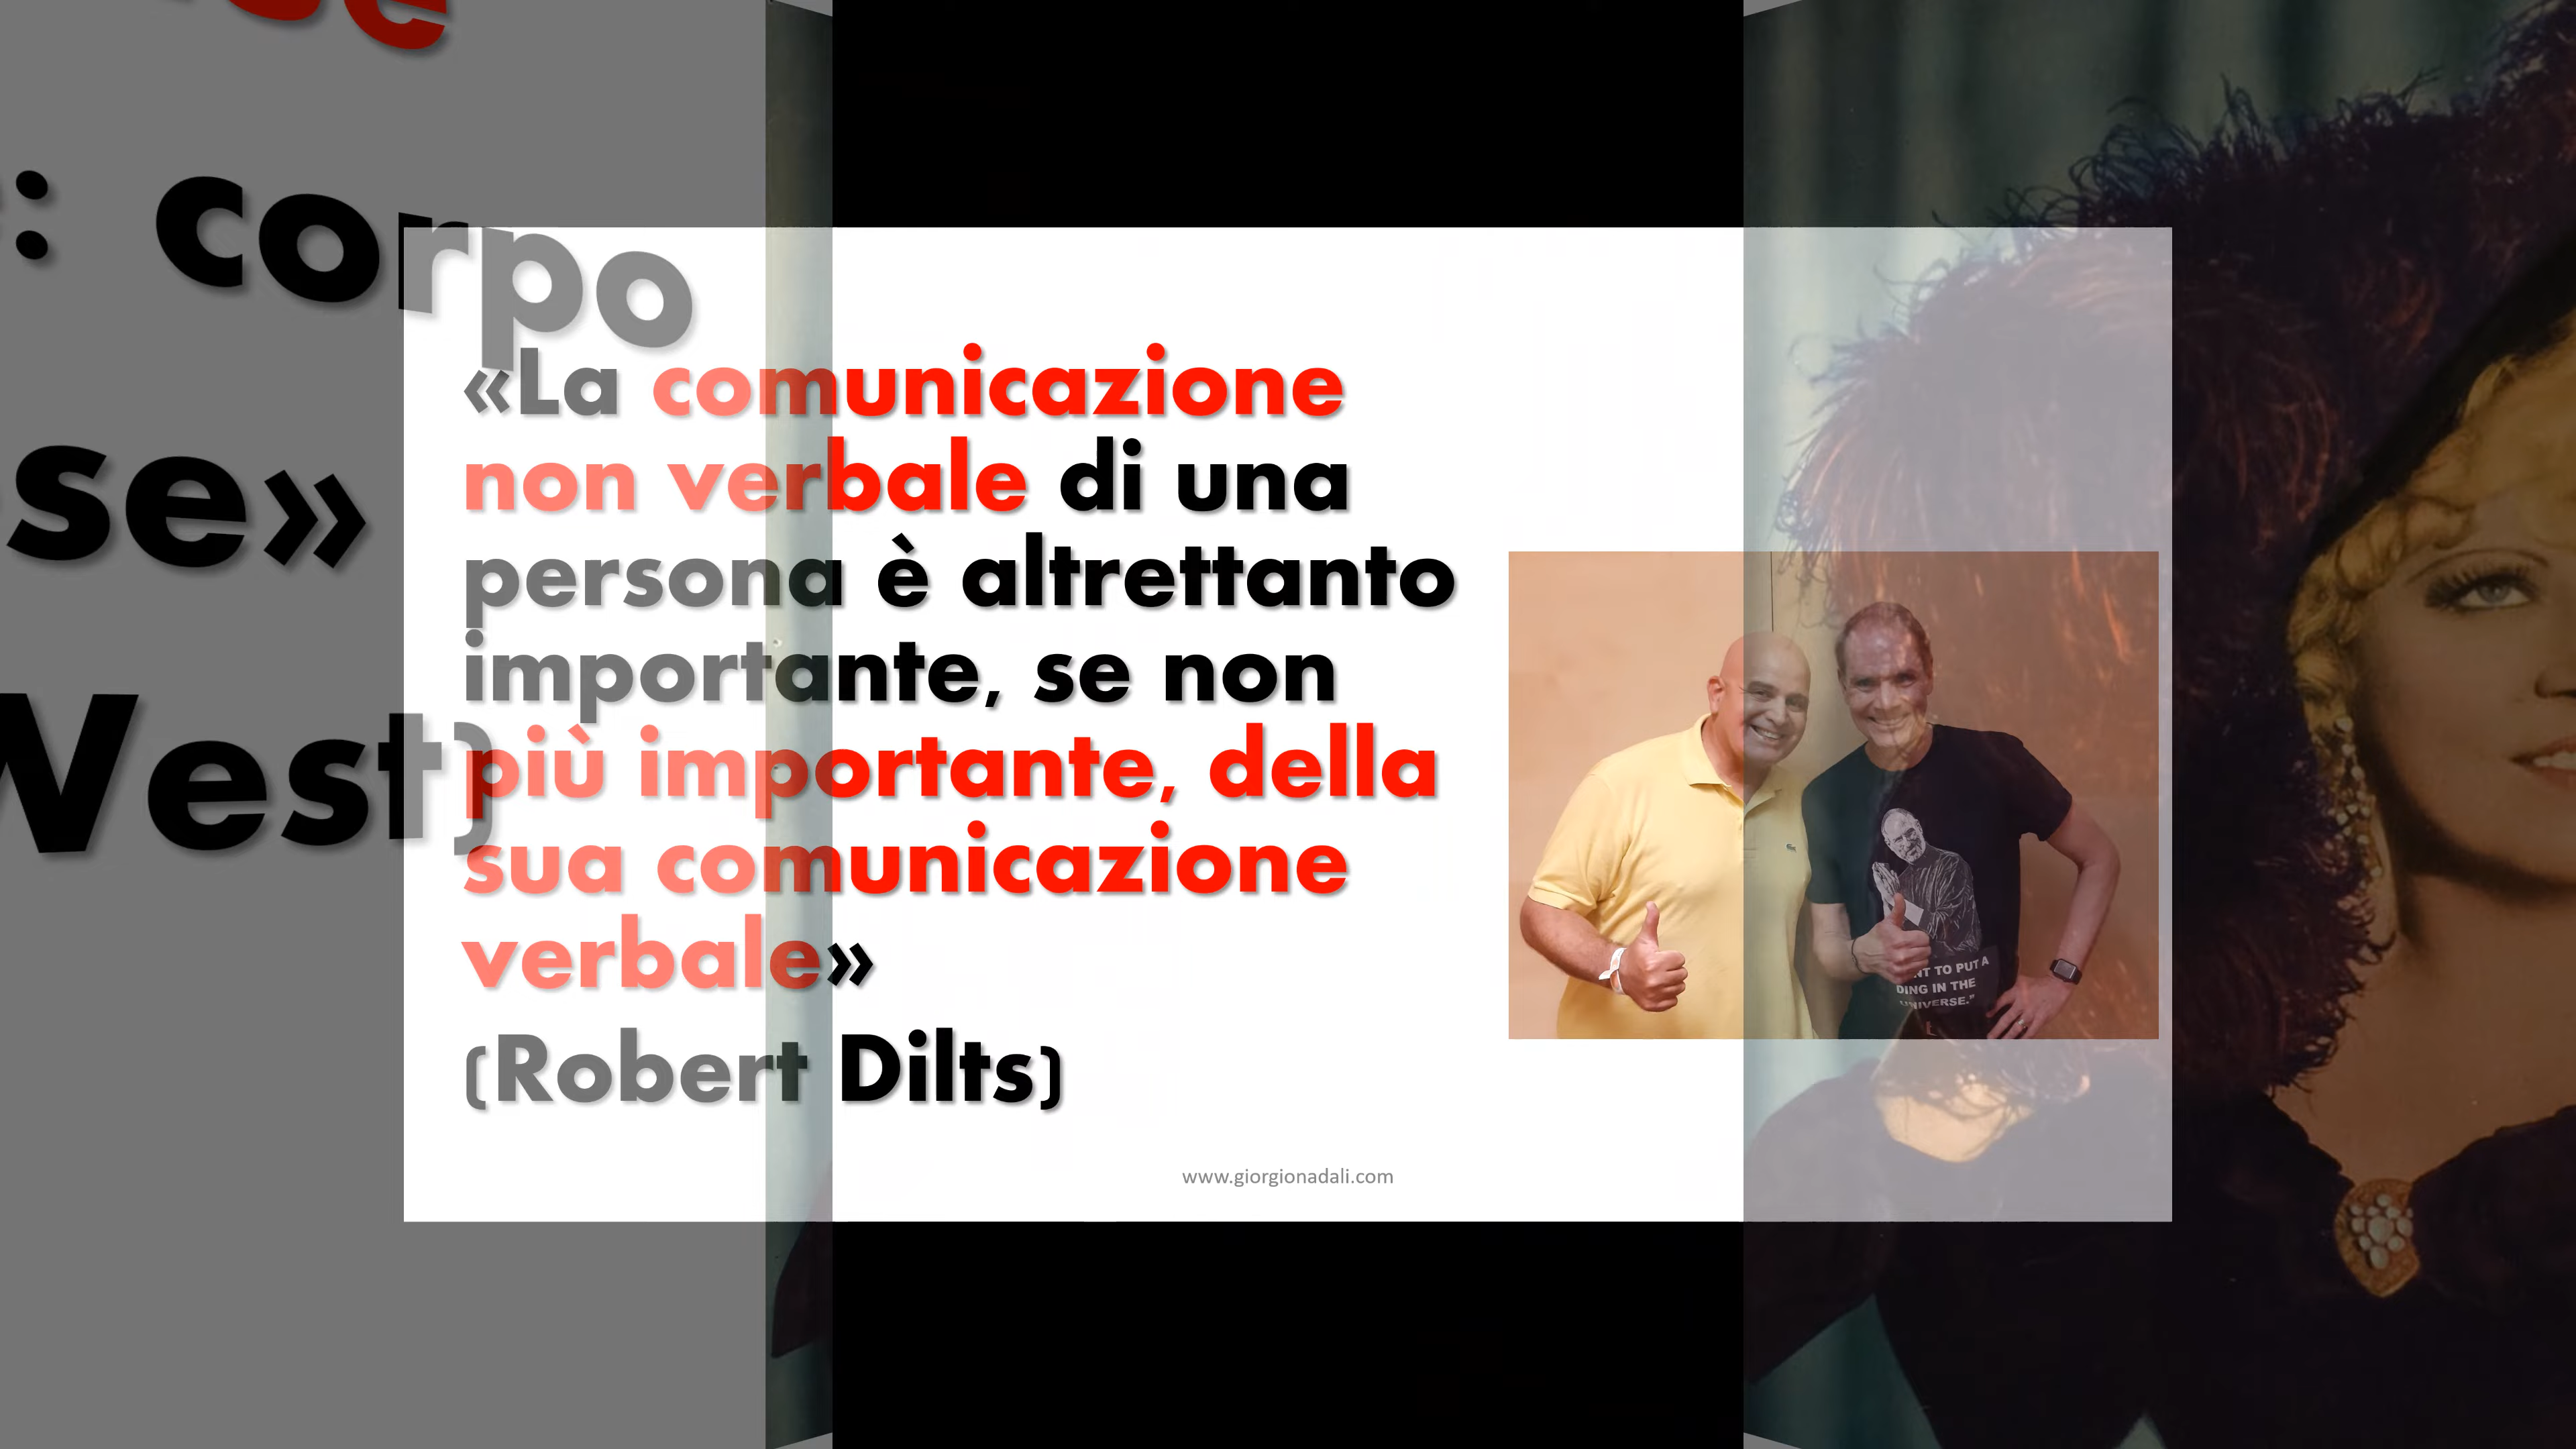 : corpo
se»
West)
«La comunicazione
non verbale di una
persona è altrettanto
importante, se non
più importante, della
sua comunicazione
verbale»
(Robert Dilts)
NT TO PUT A
DING IN THE
UNIVERSE."
www.giorgionadali.com